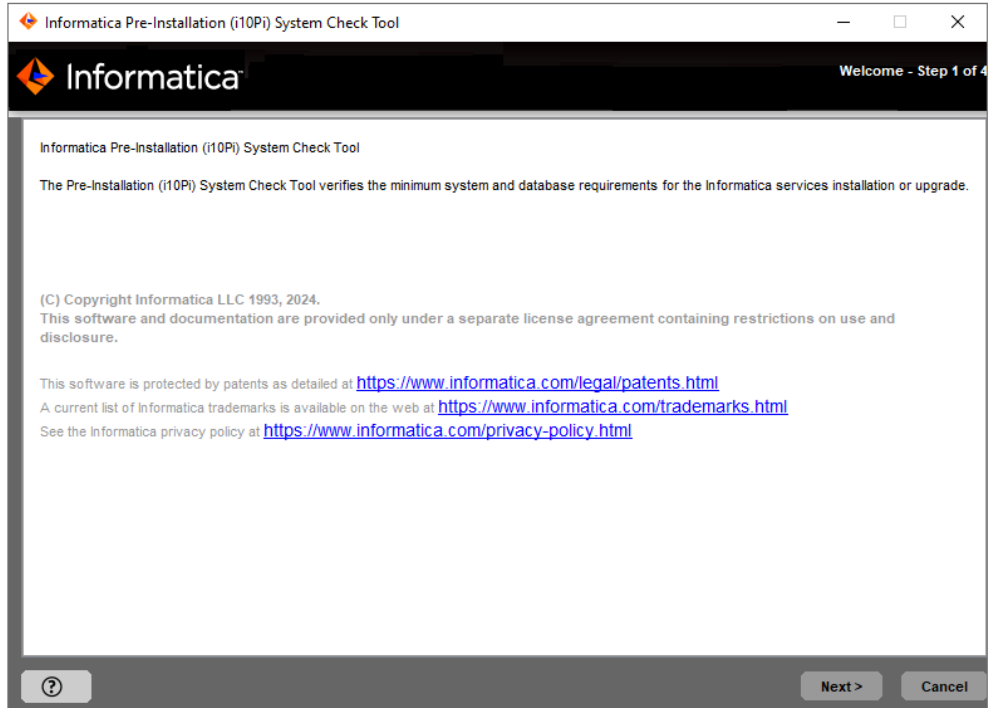 Informatica Pre-Installation (i10Pi) System Check Tool
Informatica
Welcome - Step 1 of 4
Informatica Pre-Installation (i10Pi) System Check Tool
The Pre-Installation (i10Pi) System Check Tool verifies the minimum system and database requirements for the Informatica services installation or upgrade.
(C) Copyright Informatica LLC 1993, 2024.
This software and documentation are provided only under a separate license agreement containing restrictions on use and
disclosure.
This software is protected by patents as detailed at https://www.informatica.com/legal/patents.html
A current list of Informatica trademarks is available on the web at https://www.informatica.com/trademarks.html
See the Informatica privacy policy at https://www.informatica.com/privacy-policy.html
?
Next >
Cancel